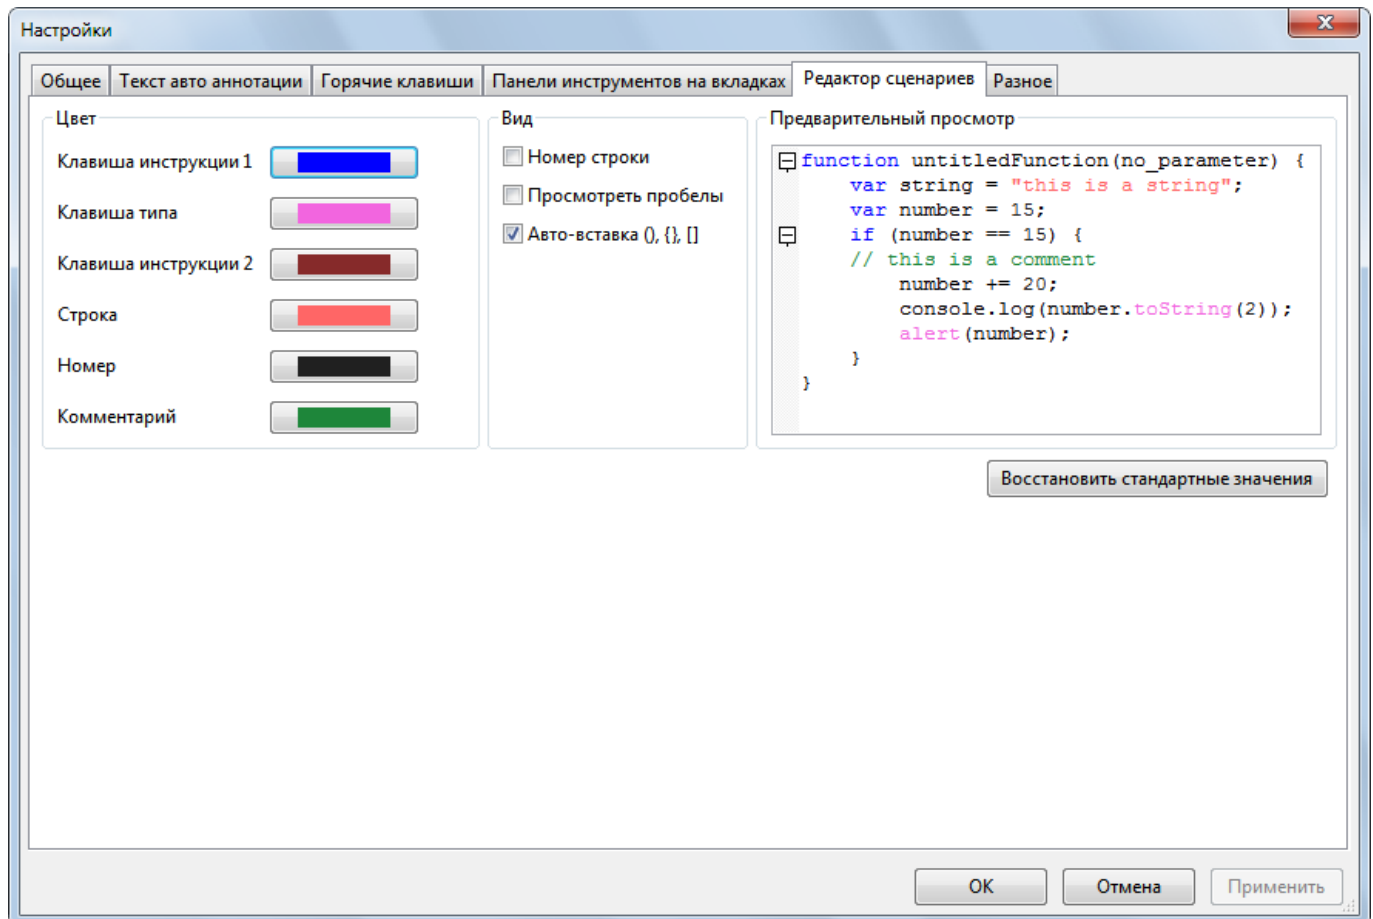 Настройки
Общее
Текст авто аннотации
Горячие клавиши
Панели инструментов на вкладках
Редактор сценариев
Разное
Цвет
Клавиша инструкции 1
Клавиша типа
Клавиша инструкции 2
Строка
Номер
Комментарий
Вид
Номер строки
Просмотреть пробелы
Авто-вставка (), {}, []
Предварительный просмотр
function untitledFunction(no_parameter) {
    var string = "this is a string";
    var number = 15;
    if (number == 15) {
    // this is a comment
        number += 20;
        console.log(number.toString(2));
        alert(number);
    }
}
Восстановить стандартные значения
OK
Отмена
Применить